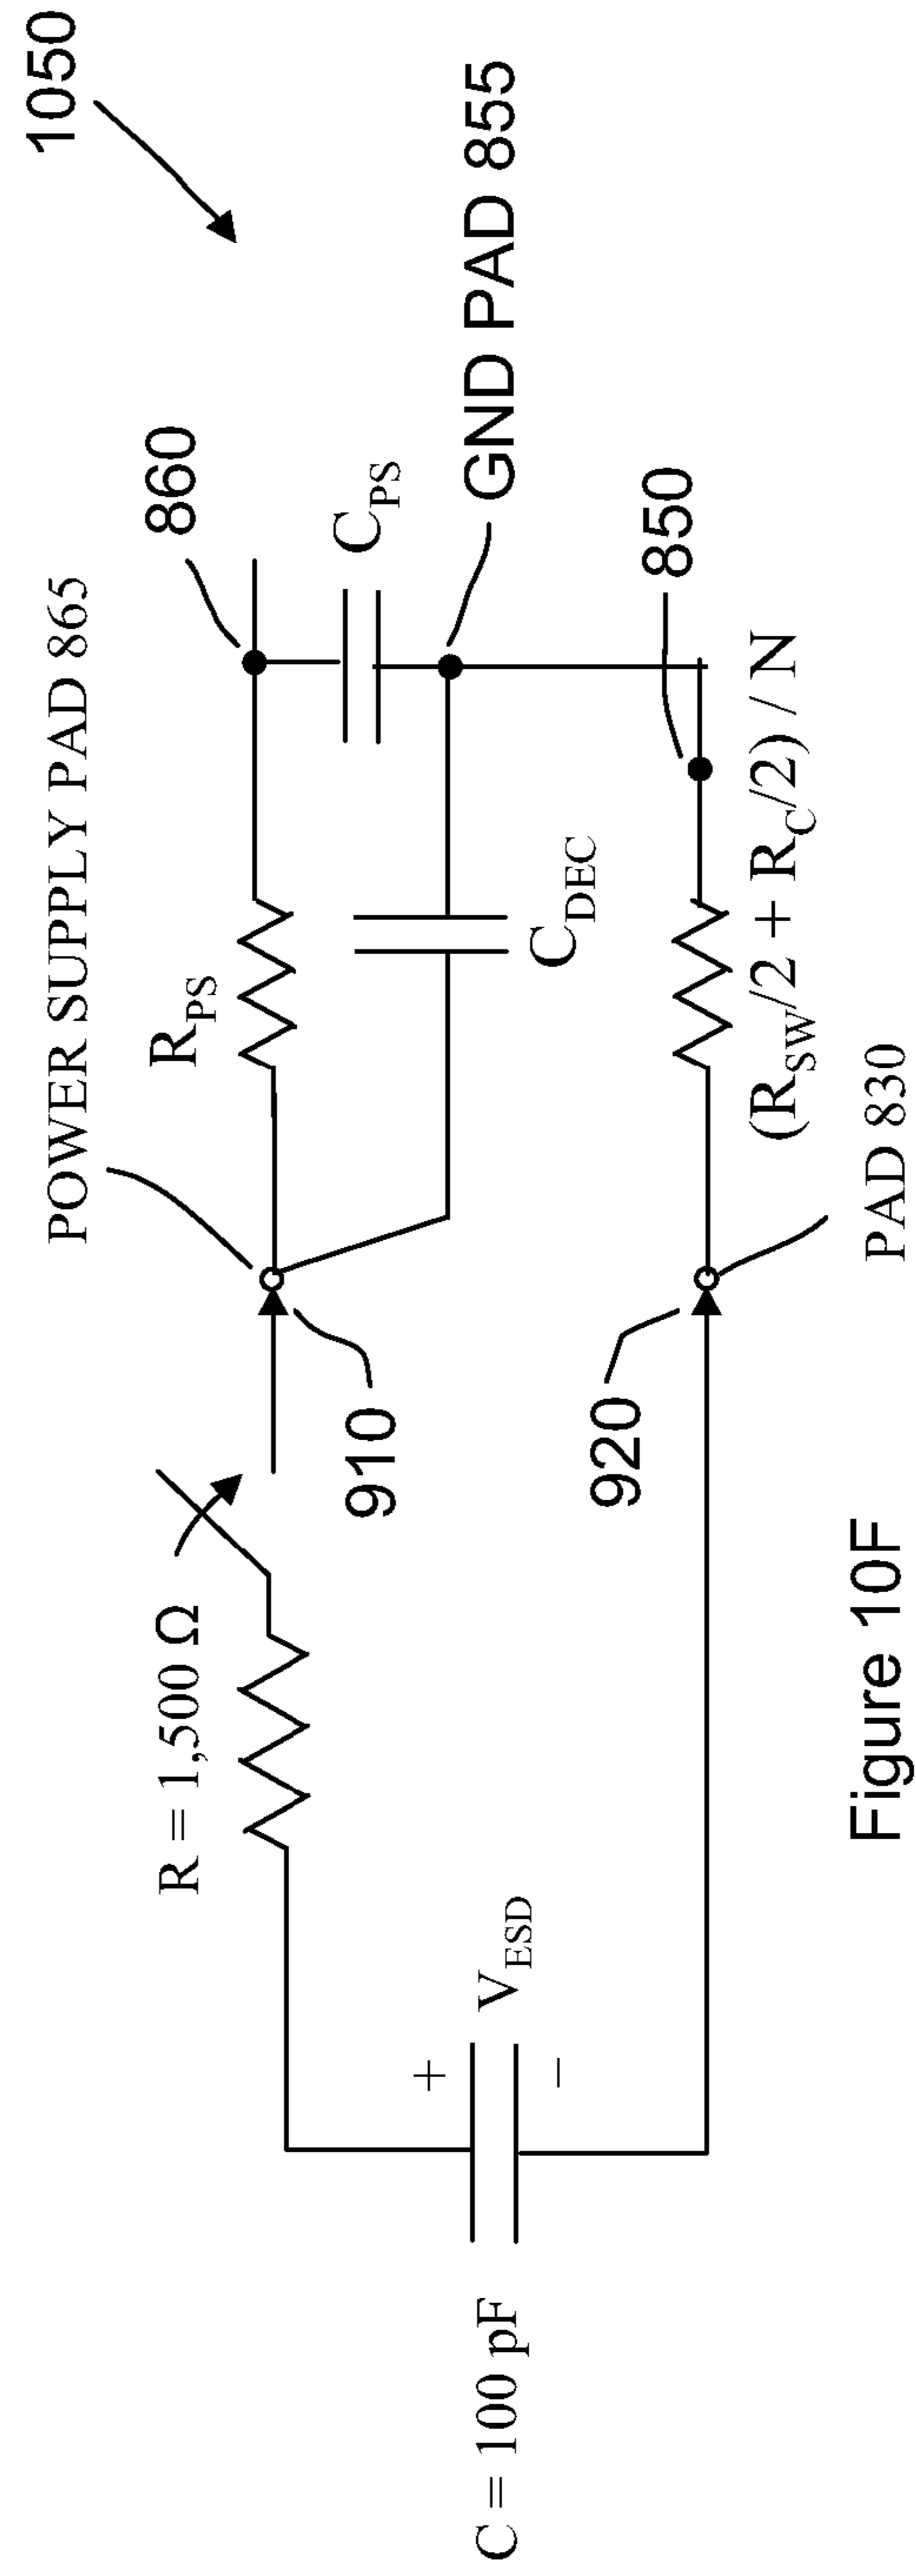 1050
POWER SUPPLY PAD 865
860
R = 1,500 Ω
R_PS
C_PS
GND PAD 855
910
C_DEC
+
V_ESD
−
C = 100 pF
850
920
(R_SW/2 + R_C/2) / N
PAD 830
Figure 10F